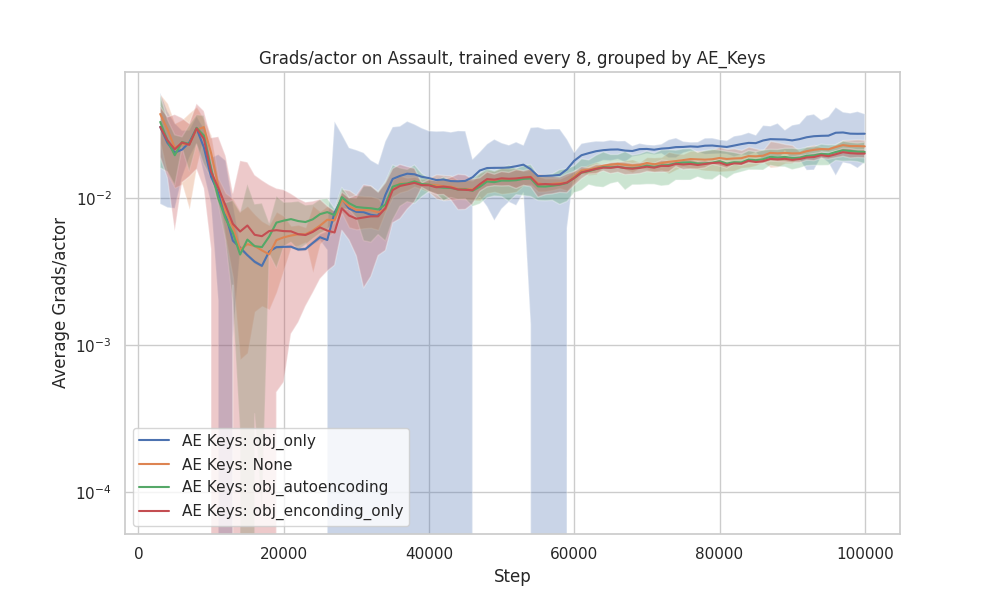 Grads/actor on Assault, trained every 8, grouped by AE_Keys
Average Grads/actor
10⁻²
10⁻³
10⁻⁴
AE Keys: obj_only
AE Keys: None
AE Keys: obj_autoencoding
AE Keys: obj_enconding_only
0 20000 40000 60000 80000 100000
Step